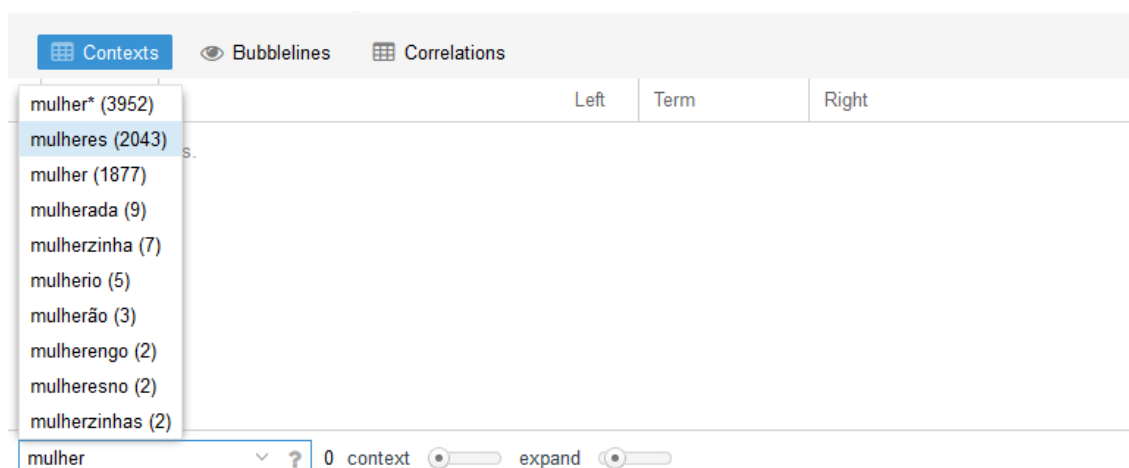 Contexts Bubblelines Correlations
Left Term Right
mulher* (3952)
mulheres (2043)
s.
mulher (1877)
mulherada (9)
mulherzinha (7)
mulherio (5)
mulherão (3)
mulherengo (2)
mulheresno (2)
mulherzinhas (2)
mulher ? 0 context expand